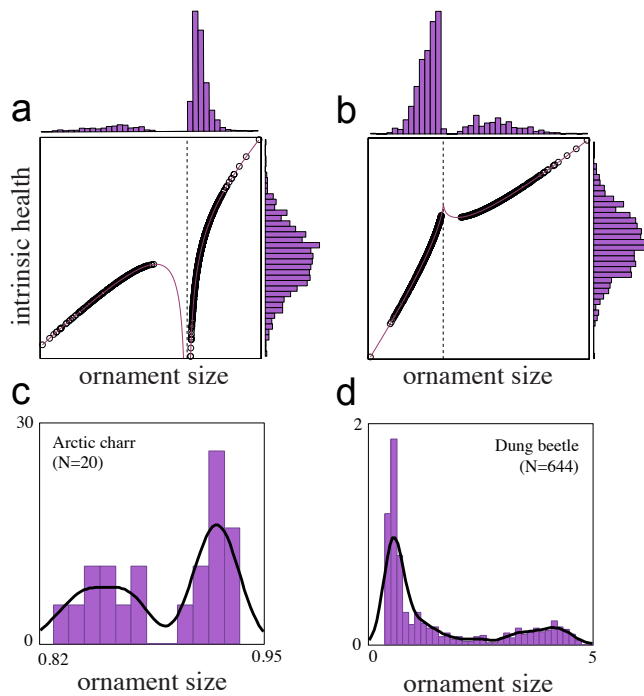 a
b
intrinsic health
ornament size
ornament size
c
d
30
Arctic charr
(N=20)
0
0.82
0.95
ornament size
2
Dung beetle
(N=644)
1
0
0
5
ornament size